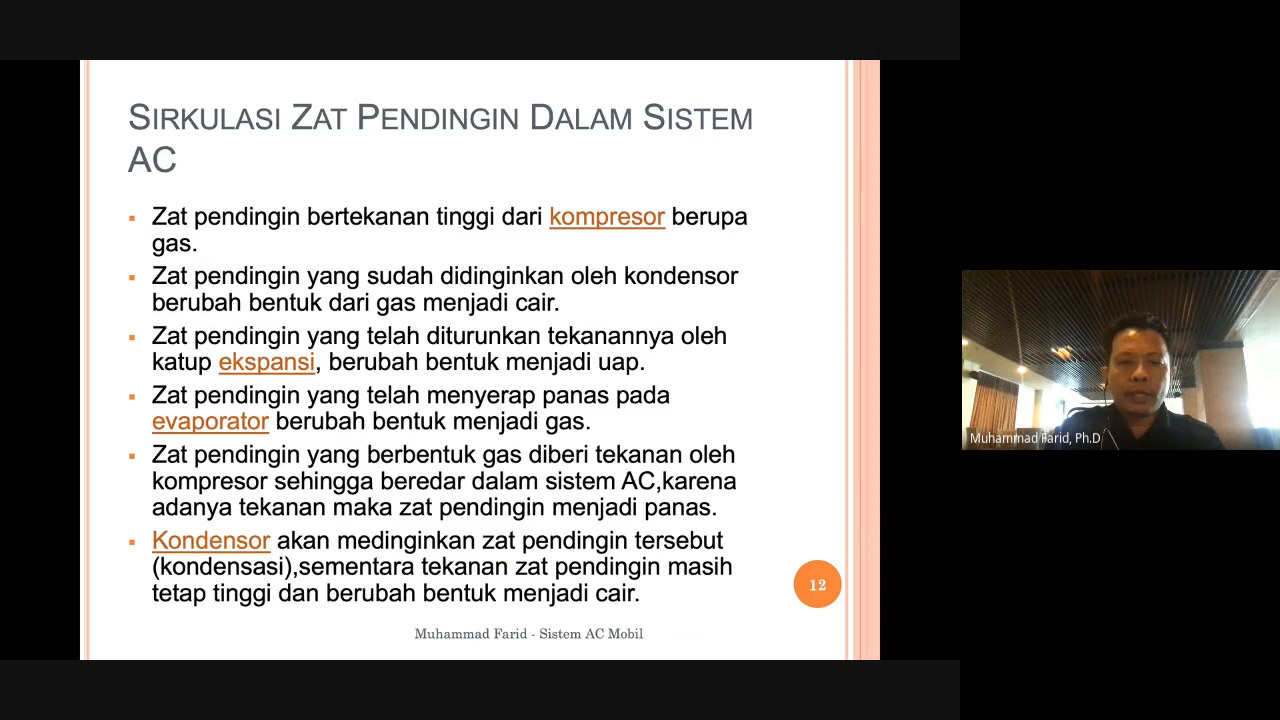 SIRKULASI ZAT PENDINGIN DALAM SISTEM
AC
Zat pendingin bertekanan tinggi dari kompresor berupa
gas.
Zat pendingin yang sudah didinginkan oleh kondensor
berubah bentuk dari gas menjadi cair.
Zat pendingin yang telah diturunkan tekanannya oleh
katup ekspansi, berubah bentuk menjadi uap.
Zat pendingin yang telah menyerap panas pada
evaporator berubah bentuk menjadi gas.
Zat pendingin yang berbentuk gas diberi tekanan oleh
kompresor sehingga beredar dalam sistem AC,karena
adanya tekanan maka zat pendingin menjadi panas.
Kondensor akan medinginkan zat pendingin tersebut
(kondensasi),sementara tekanan zat pendingin masih
tetap tinggi dan berubah bentuk menjadi cair.
12
Muhammad Farid - Sistem AC Mobil
Muhammad Farid, Ph.D